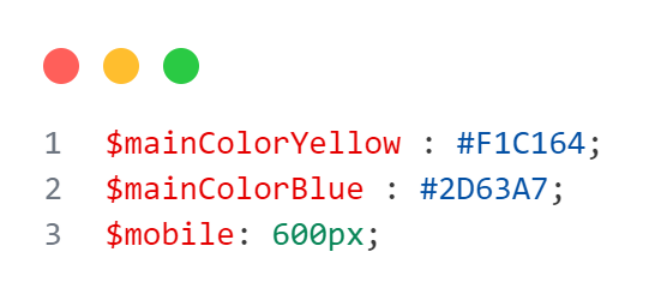 1 $mainColorYellow : #F1C164;
2 $mainColorBlue : #2D63A7;
3 $mobile: 600px;